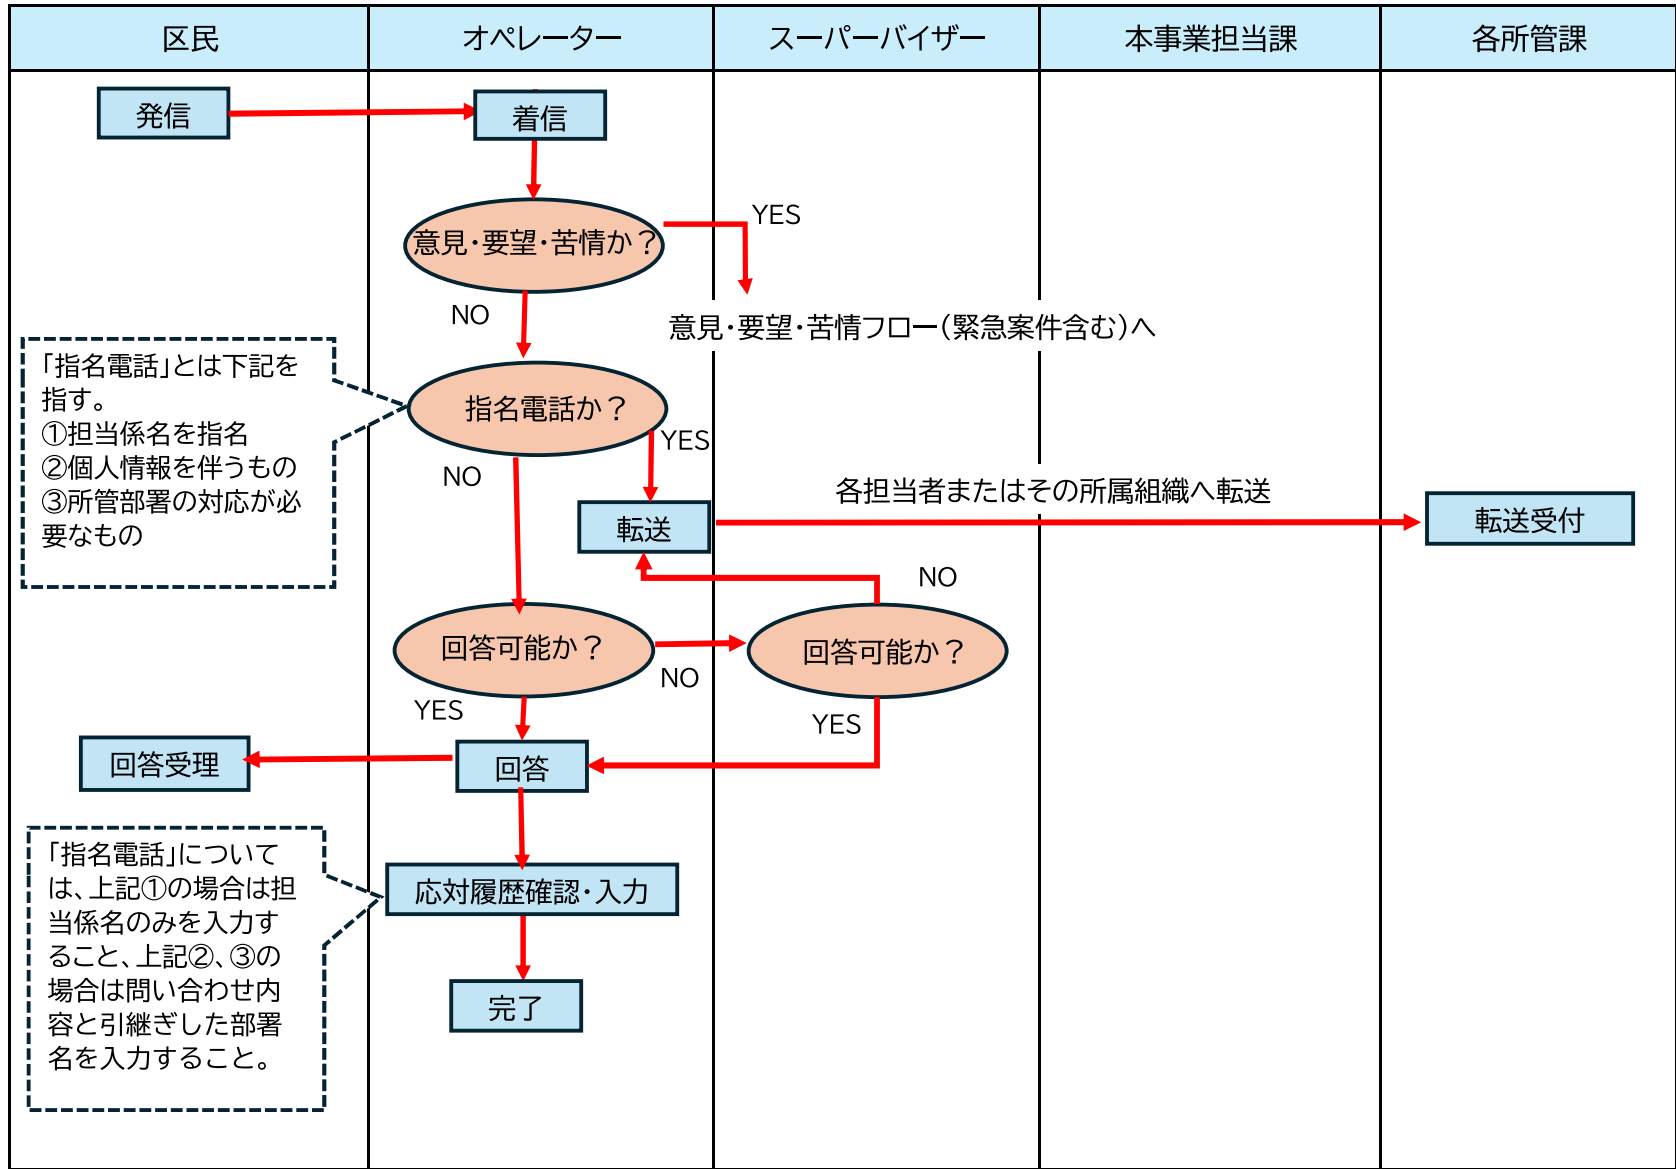 区民
オペレーター
スーパーバイザー
本事業担当課
各所管課
発信
着信
意見・要望・苦情か？
YES
NO
意見・要望・苦情フロー（緊急案件含む）へ
「指名電話」とは下記を
指す。
①担当係名を指名
②個人情報を伴うもの
③所管部署の対応が必
要なもの
指名電話か？
YES
NO
各担当者またはその所属組織へ転送
転送
転送受付
NO
回答可能か？
回答可能か？
NO
YES
YES
回答受理
回答
「指名電話」について
は、上記①の場合は担
当係名のみを入力す
ること、上記②、③の
場合は問い合わせ内
容と引継ぎした部署
名を入力すること。
応対履歴確認・入力
完了